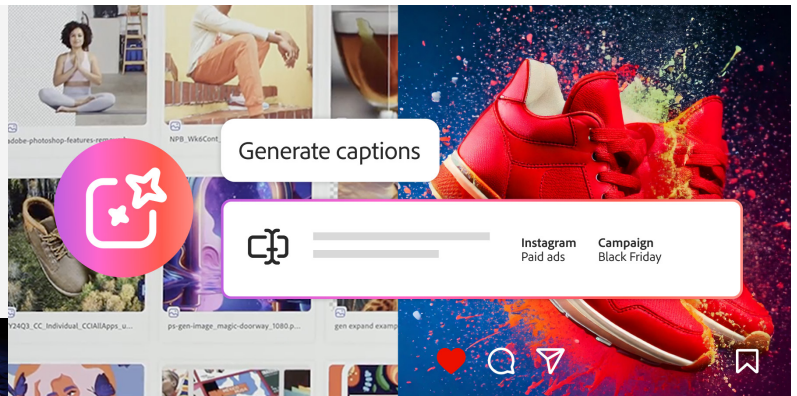 adobe-photoshop-features-rem
NPB_Wk6Cont
Generate captions
Instagram
Paid ads
Campaign
Black Friday
Y24Q3_CC_Individual_CCIAllApps_u...
ps-gen-image_magic-doorway_1080.p...
gen expand examp